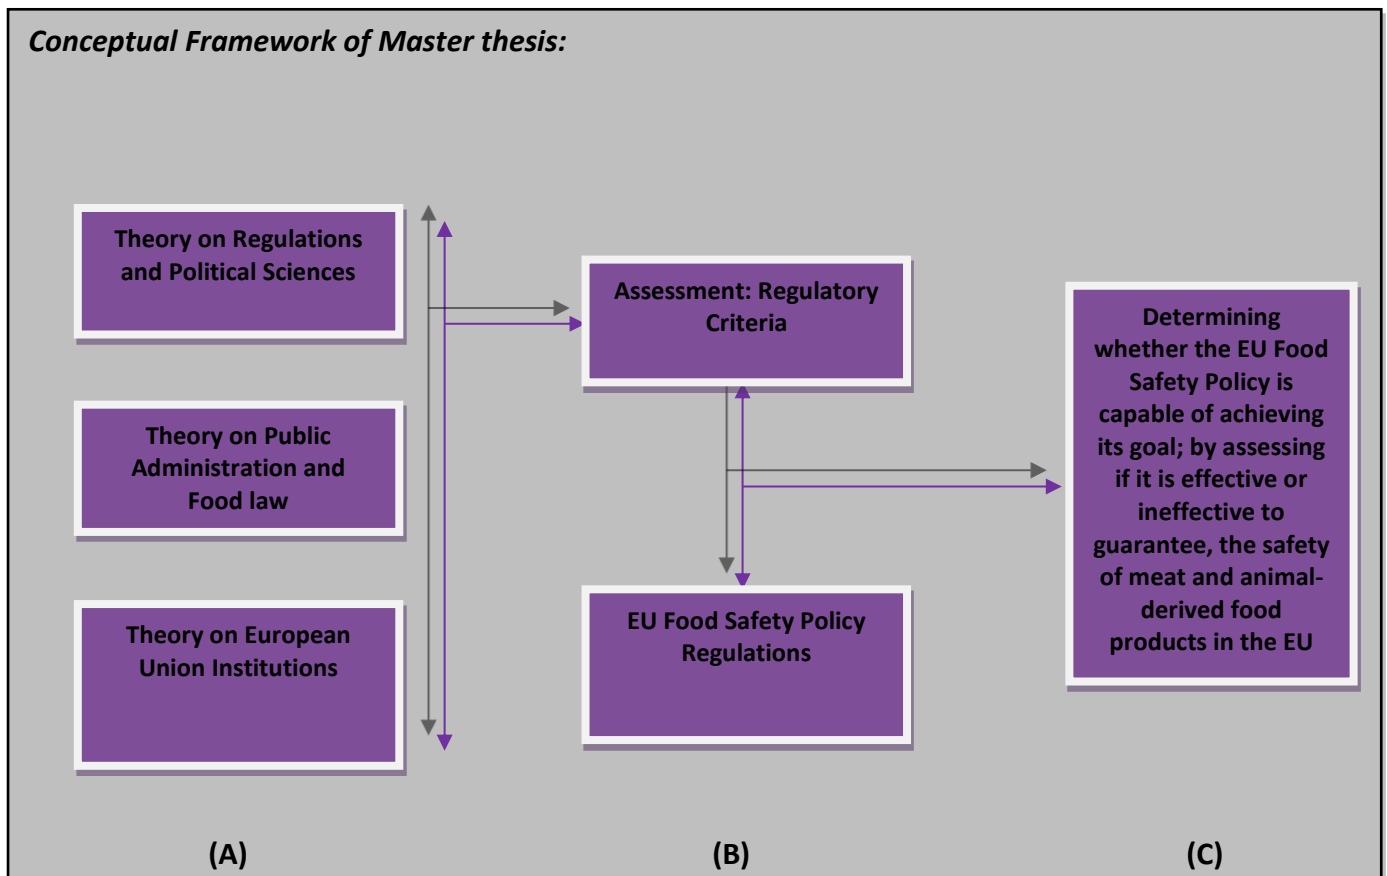 Conceptual Framework of Master thesis:
Theory on Regulations
and Political Sciences
Theory on Public
Administration and
Food law
Theory on European
Union Institutions
Assessment: Regulatory
Criteria
EU Food Safety Policy
Regulations
Determining
whether the EU Food
Safety Policy is
capable of achieving
its goal; by assessing
if it is effective or
ineffective to
guarantee, the safety
of meat and animal-
derived food
products in the EU
(A)
(B)
(C)